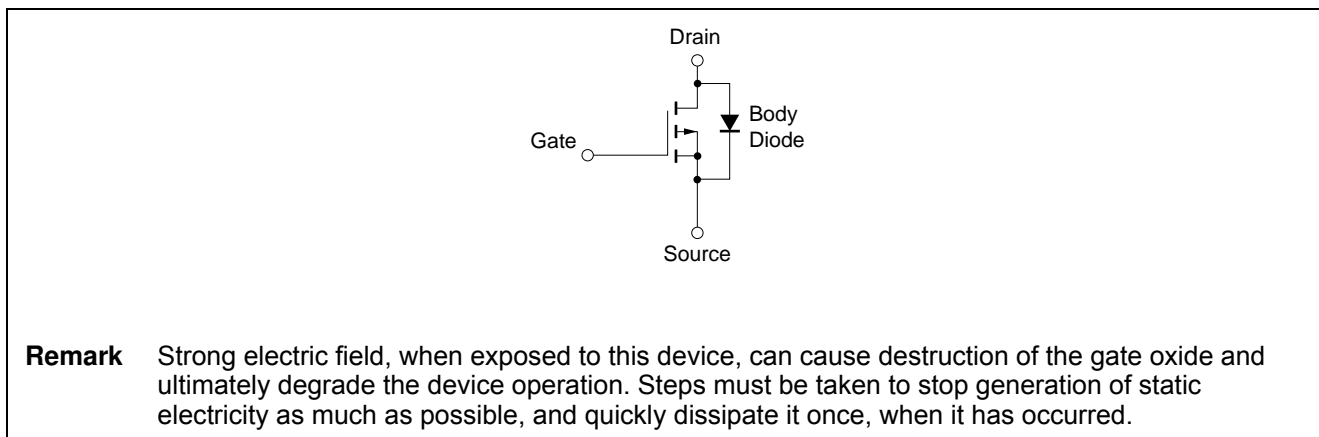 Drain
Body
Diode
Gate
Source
Remark Strong electric field, when exposed to this device, can cause destruction of the gate oxide and
ultimately degrade the device operation. Steps must be taken to stop generation of static
electricity as much as possible, and quickly dissipate it once, when it has occurred.